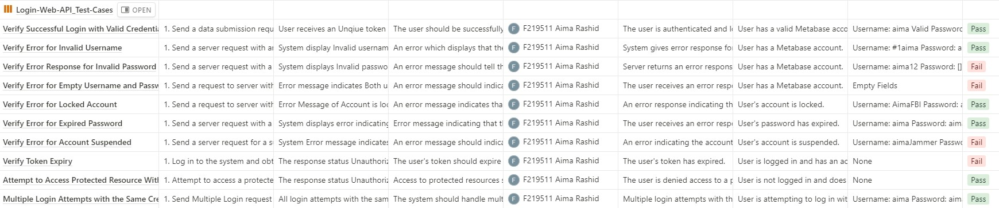 Login-Web-API_Test-Cases OPEN
Verify Successful Login with Valid Credentia 1. Send a data submission requ User receives an Unqiue token The user should be successfully F F219511 Aima Rashid The user is authenticated and lo User has a valid Metabase acco Username: aima Valid Password Pass
Verify Error for Invalid Username 1. Send a server request with an System display Invalid usernam An error which displays that the F F219511 Aima Rashid System gives error response for User has a Metabase account. Username: #1aima Password: a Pass
Verify Error Response for Invalid Password 1. Send a server request with a System displays Invalid passwo An error message should tell th F F219511 Aima Rashid Server returns an error respons User has a Metabase account. Username: aima12 Password: [] Fail
Verify Error for Empty Username and Passw 1. Send a request to server with Error message indicates Both u An error message should indica F F219511 Aima Rashid The user receives an error resp User has a Metabase account. Empty Fields Fail
Verify Error for Locked Account 1. Send a request to server with Error Message of Account is loc An error message indicates tha F F219511 Aima Rashid An error response indicating th User's account is locked. Username: AimaFBI Password: a Pass
Verify Error for Expired Password 1. Send a server request with a System displays error indicating Error message indicating that t F F219511 Aima Rashid The user receives an error resp User's password has expired. Username: aima Password: aima Pass
Verify Error for Account Suspended 1. Send a server request for a su System Error message indicates An error message should indica F F219511 Aima Rashid An error indicating the account User's account is suspended. Username: aimaJammer Passwo Fail
Verify Token Expiry 1. Log in to the system and obt The response status Unauthoriz The user's token should expire F F219511 Aima Rashid The user's token has expired. User is logged in and has an ac None Fail
Attempt to Access Protected Resource With 1. Attempt to access a protecte The response status Unauthoriz Access to protected resources s F F219511 Aima Rashid The user is denied access to a p User is not logged in and does None Pass
Multiple Login Attempts with the Same Cre 1. Send Multiple Login request All login attempts with the sam The system should handle mult F F219511 Aima Rashid Multiple login attempts with th User is attempting to log in wit Username: aima Password: aima Pass